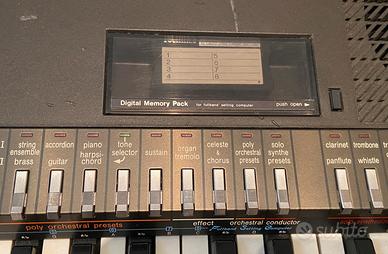 1 5
2 6
3 7
4 8
Digital Memory Pack for fullband setting computer push open
string ensemble accordion piano tone selector sustain organ tremolo celeste & chorus poly orchestral presets solo synthe presets clarinet trombone
brass guitar harpsi-chord panflute whistle
poly orchestral presets effect orchestral conductor
Fullband Setting Computer
subito